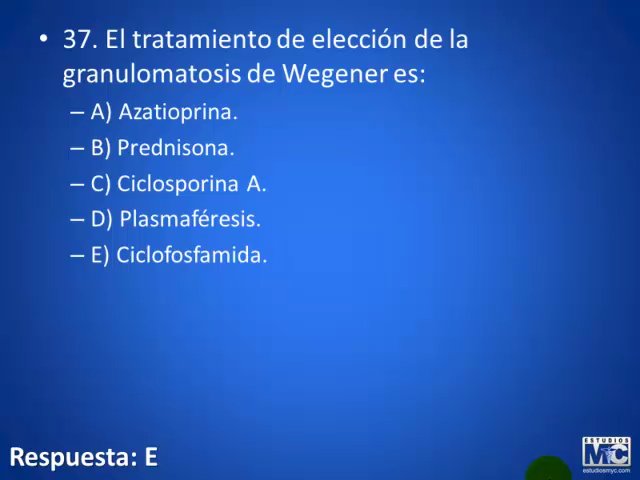 • 37. El tratamiento de elección de la
granulomatosis de Wegener es:
– A) Azatioprina.
– B) Prednisona.
– C) Ciclosporina A.
– D) Plasmaféresis.
– E) Ciclofosfamida.
Respuesta: E
ESTUDIOS
MyC
estudiosmyc.com